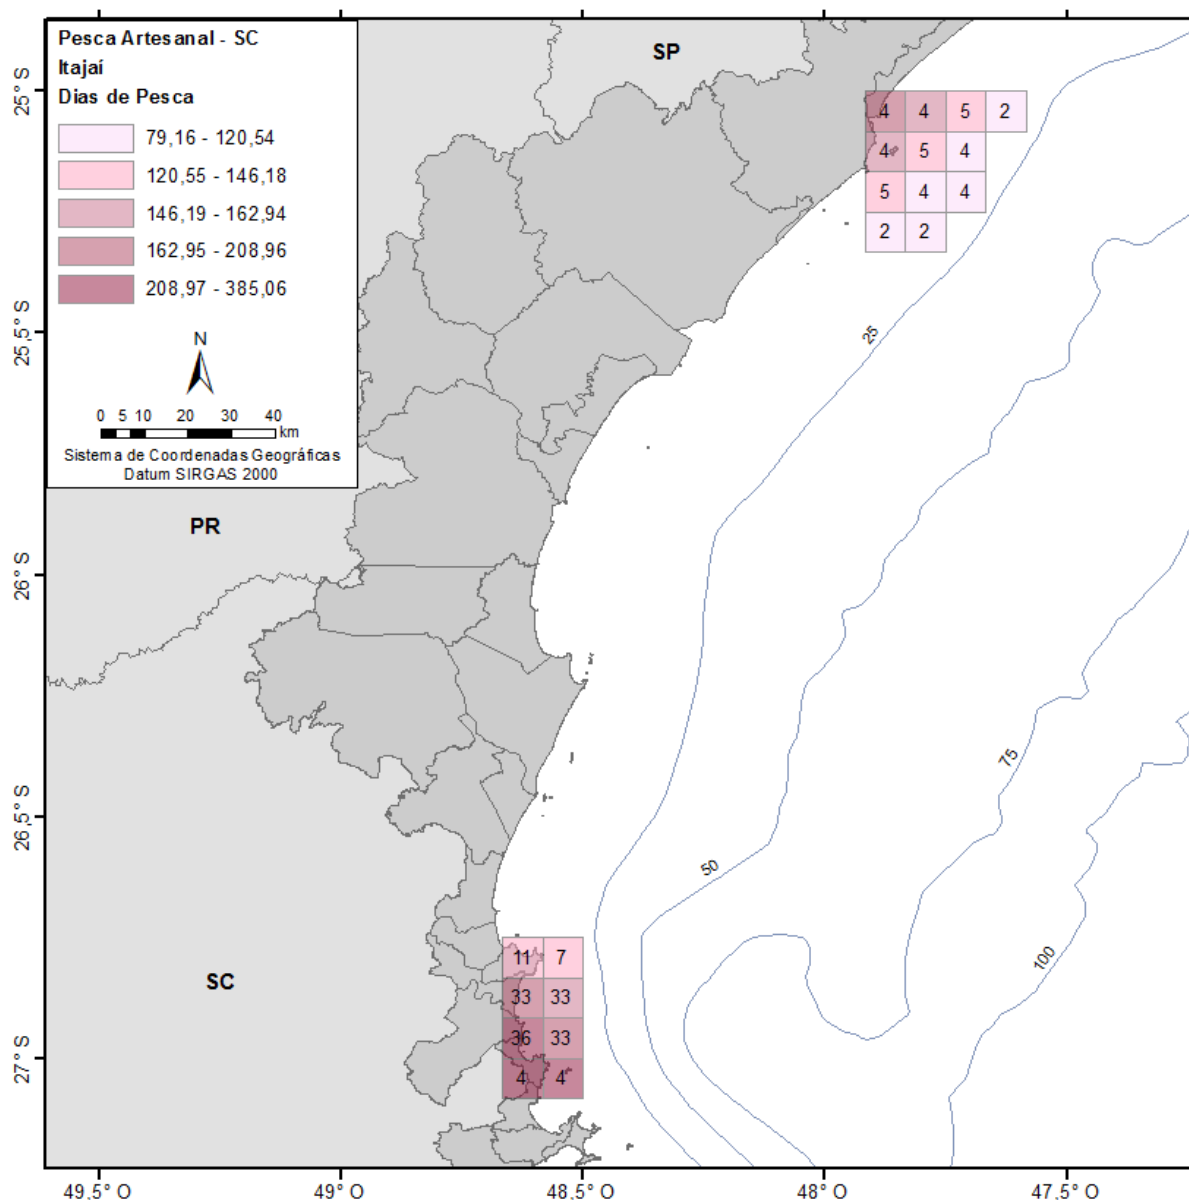 Pesca Artesanal - SC
Itajaí
Dias de Pesca
79,16 - 120,54
120,55 - 146,18
146,19 - 162,94
162,95 - 208,96
208,97 - 385,06
N
0 5 10 20 30 40
km
Sistema de Coordenadas Geográficas
Datum SIRGAS 2000
SP
PR
SC
4 4 5 2
4 5 4
5 4 4
2 2
25
50
75
100
11 7
33 33
36 33
4 4
25° S
25,5° S
26° S
26,5° S
27° S
49,5° O 49° O 48,5° O 48° O 47,5° O